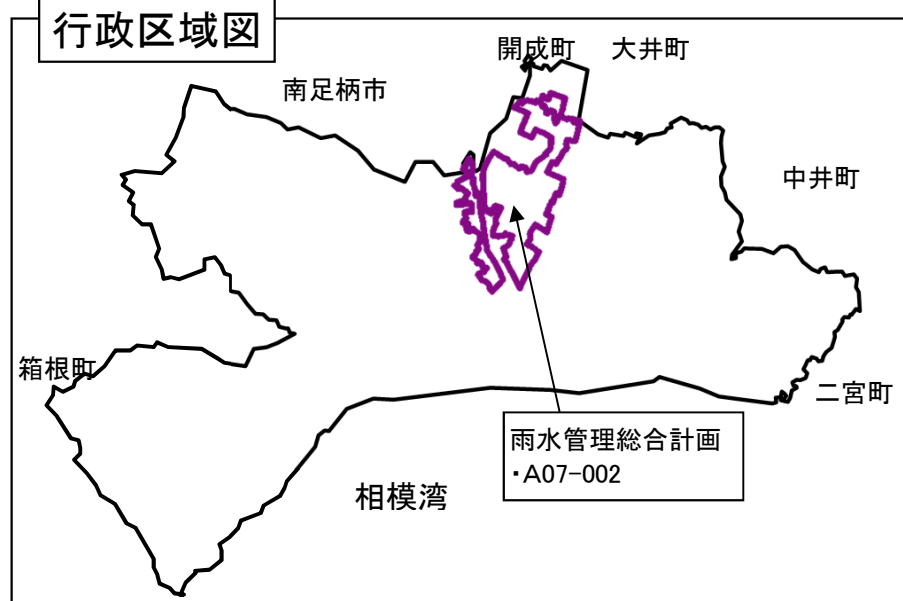 行政区域図
開成町
大井町
南足柄市
中井町
箱根町
二宮町
雨水管理総合計画
・A07-002
相模湾